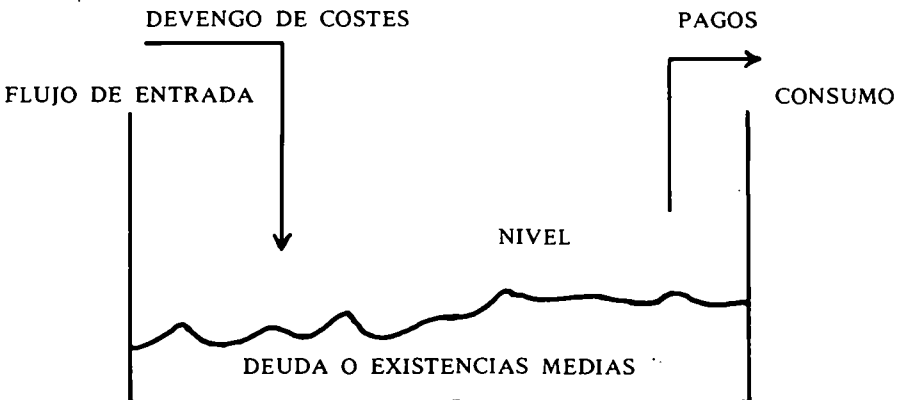 DEVENGO DE COSTES
PAGOS
FLUJO DE ENTRADA
CONSUMO
NIVEL
DEUDA O EXISTENCIAS MEDIAS